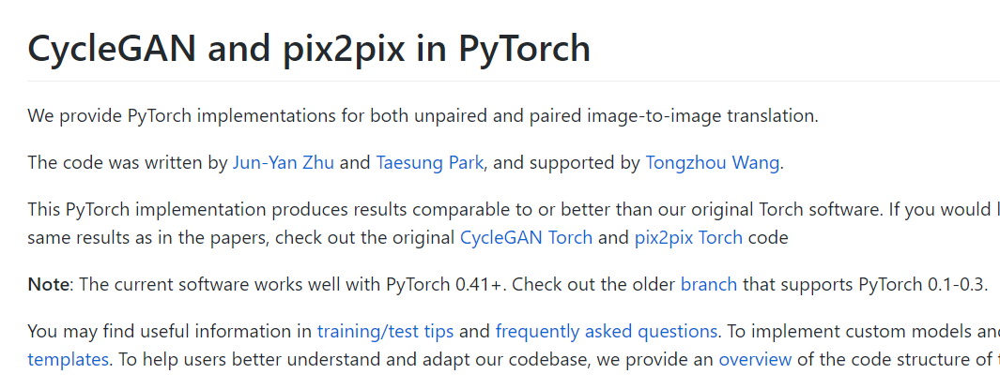 CycleGAN and pix2pix in PyTorch
We provide PyTorch implementations for both unpaired and paired image-to-image translation.
The code was written by Jun-Yan Zhu and Taesung Park, and supported by Tongzhou Wang.
This PyTorch implementation produces results comparable to or better than our original Torch software. If you would
same results as in the papers, check out the original CycleGAN Torch and pix2pix Torch code
Note: The current software works well with PyTorch 0.41+. Check out the older branch that supports PyTorch 0.1-0.3.
You may find useful information in training/test tips and frequently asked questions. To implement custom models
templates. To help users better understand and adapt our codebase, we provide an overview of the code structure of